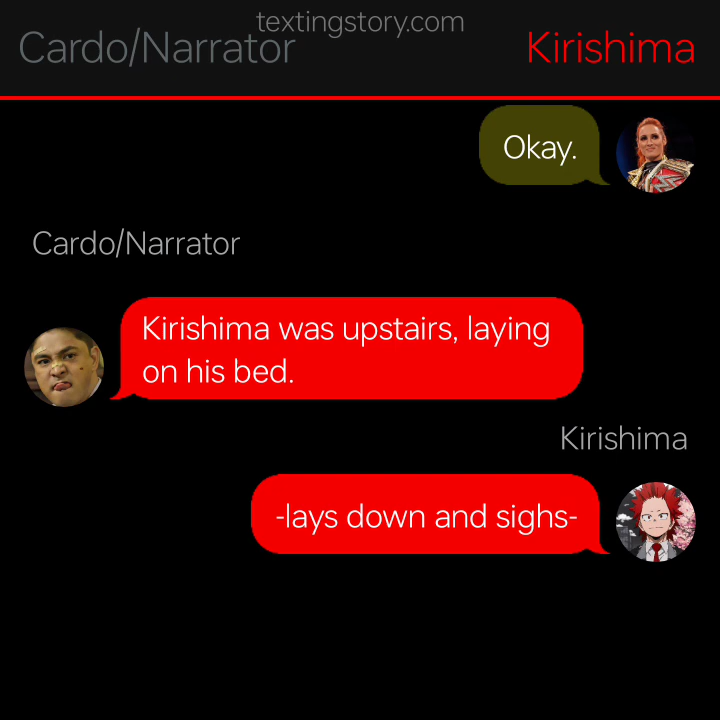 textingstory.com
Cardo/Narrator
Kirishima
Okay.
Cardo/Narrator
Kirishima was upstairs, laying
on his bed.
Kirishima
-lays down and sighs-